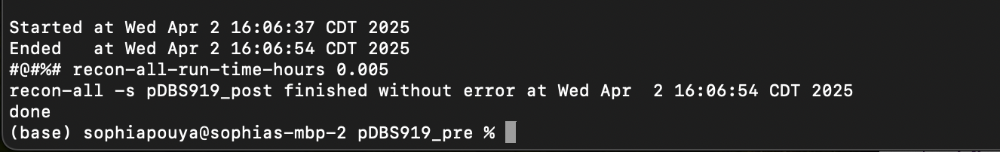 Started at Wed Apr 2 16:06:37 CDT 2025
Ended   at Wed Apr 2 16:06:54 CDT 2025
#@#%# recon-all-run-time-hours 0.005
recon-all -s pDBS919_post finished without error at Wed Apr  2 16:06:54 CDT 2025
done
(base) sophiapouya@sophias-mbp-2 pDBS919_pre %